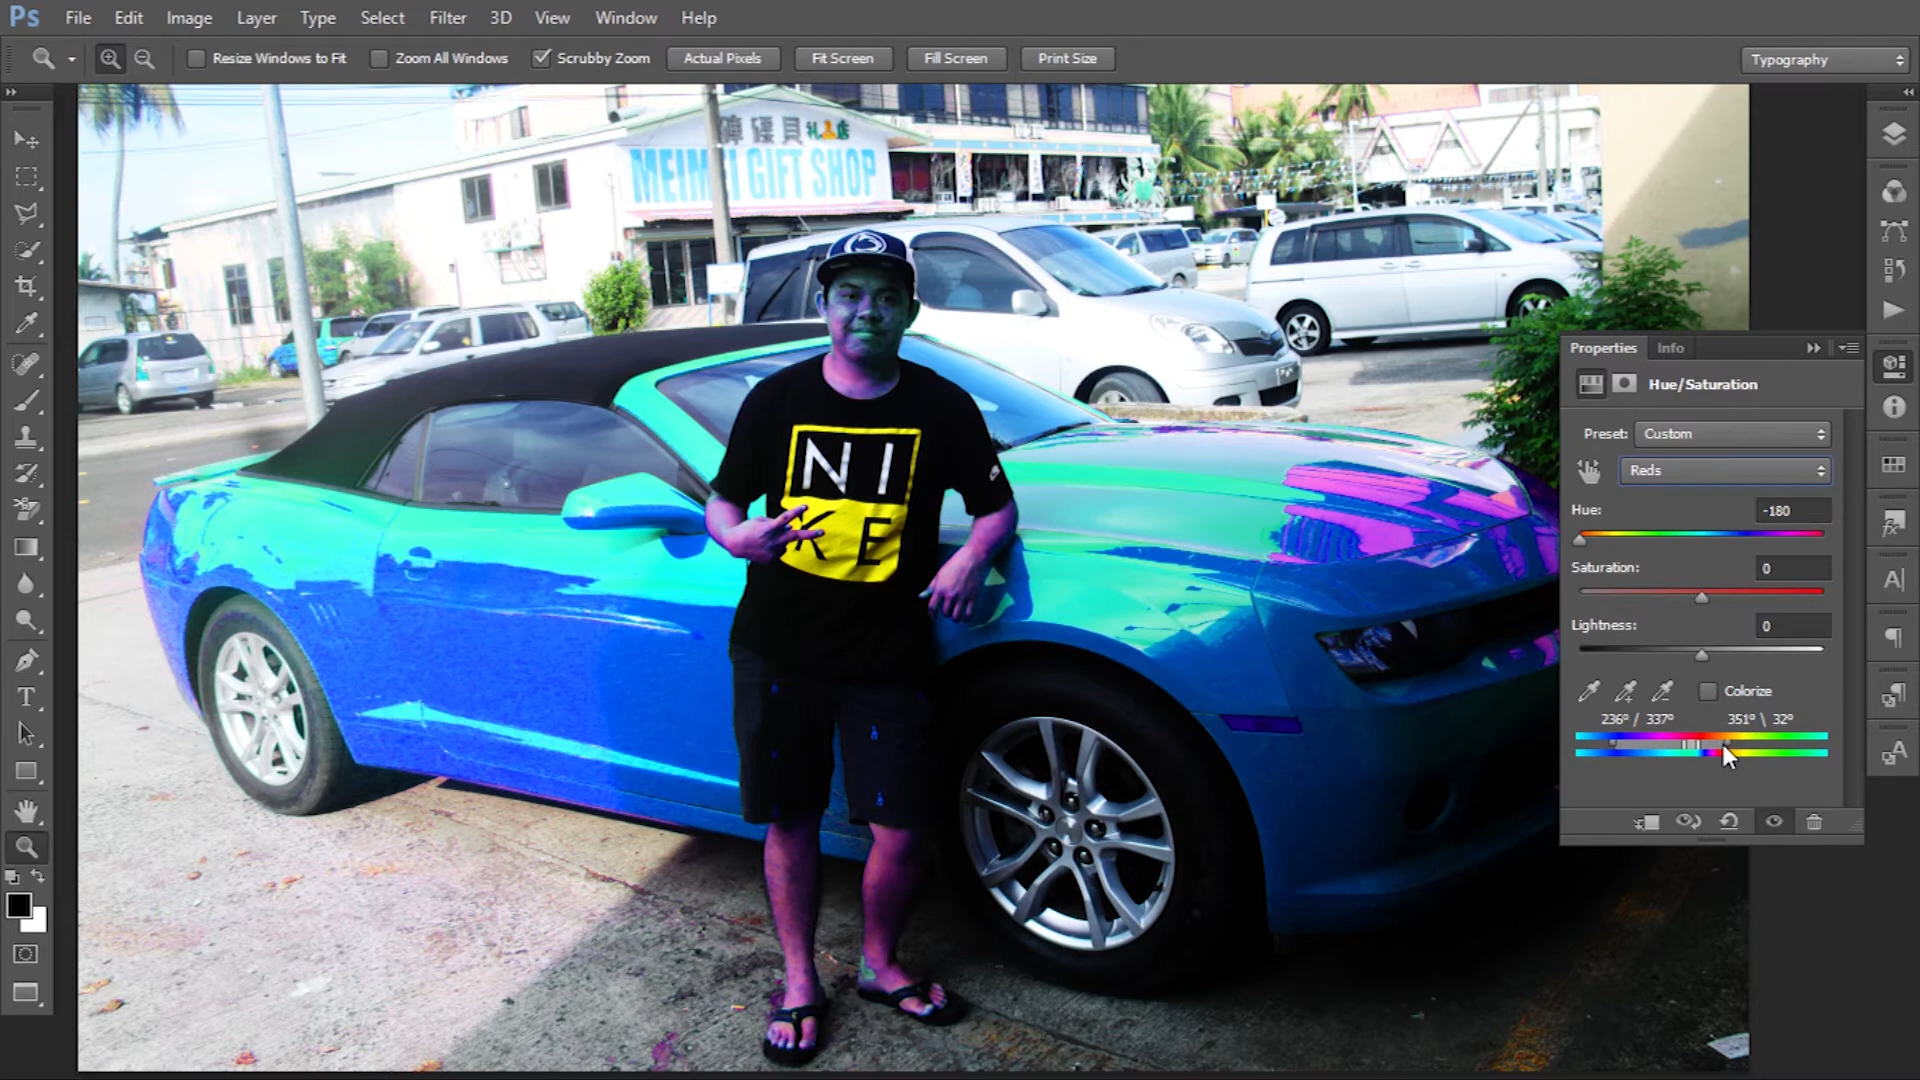 Ps File Edit Image Layer Type Select Filter 3D View Window Help
Resize Windows to Fit Zoom All Windows Scrubby Zoom Actual Pixels Fit Screen Fill Screen Print Size Typography
MEIM
GIFT SHOP
NI
KE
Properties Info
Hue/Saturation
Preset: Custom
Reds
Hue: -180
Saturation: 0
Lightness: 0
Colorize
236° / 337° 351° \ 32°